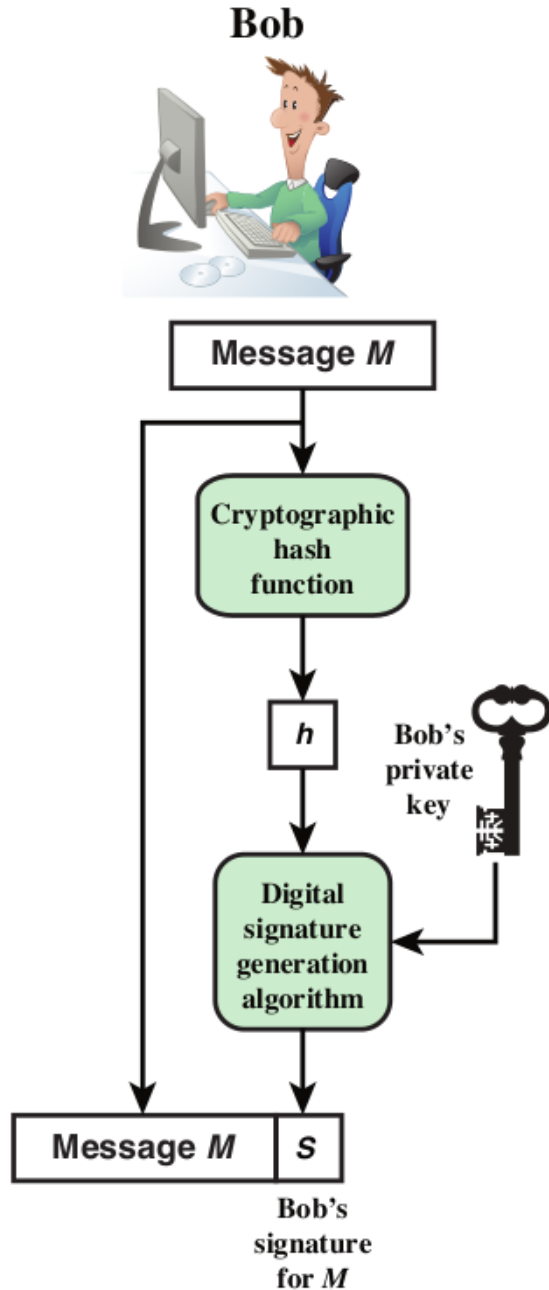 Bob
Message M
Cryptographic
hash
function
h
Bob's
private
key
Digital
signature
generation
algorithm
Message M
S
Bob's
signature
for M